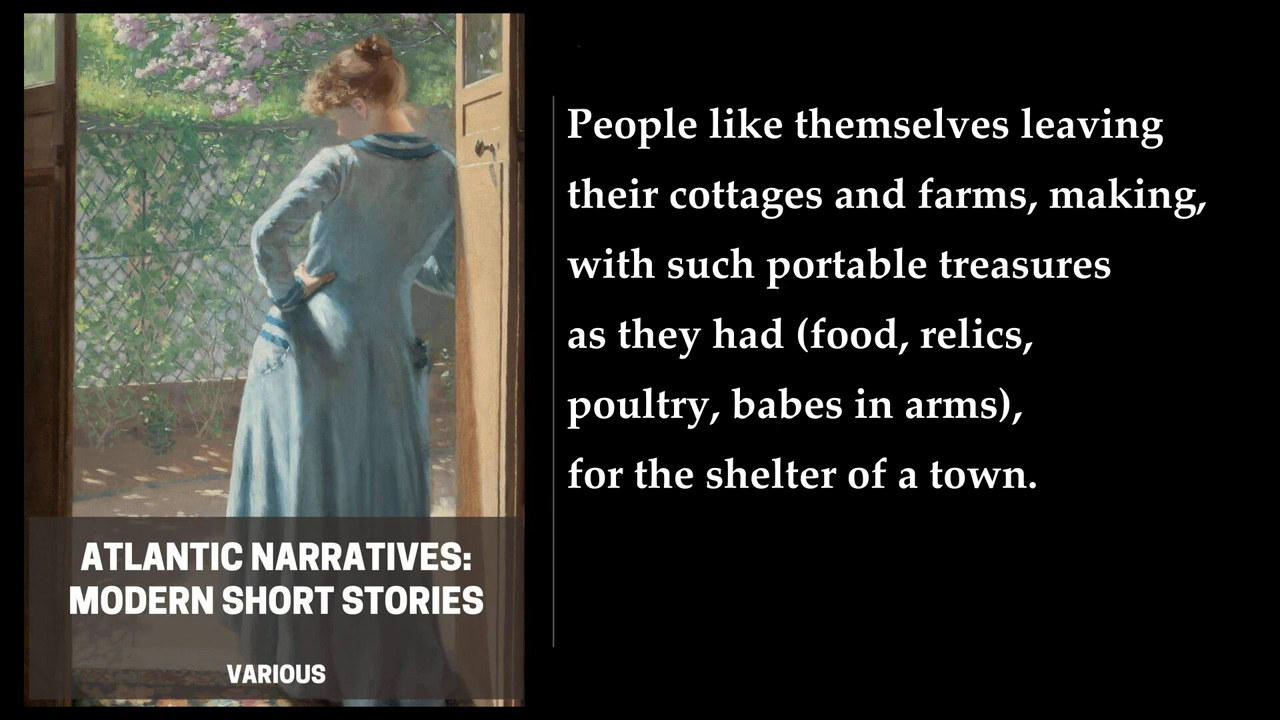 People like themselves leaving
their cottages and farms, making,
with such portable treasures
as they had (food, relics,
poultry, babes in arms),
for the shelter of a town.
ATLANTIC NARRATIVES:
MODERN SHORT STORIES
VARIOUS